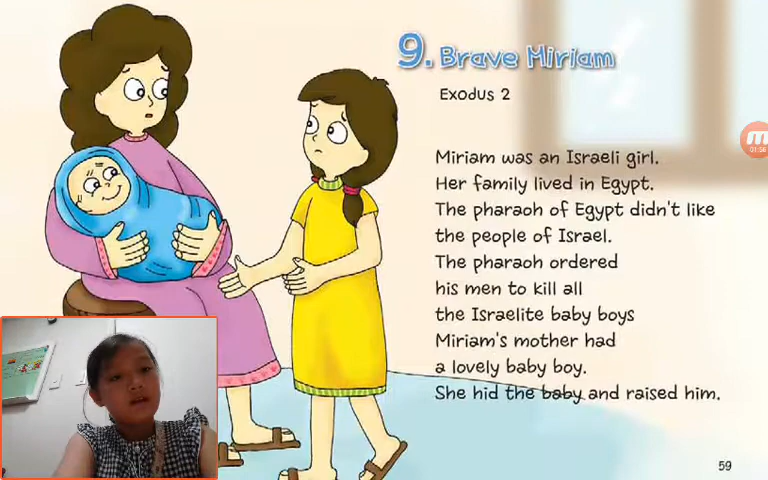 9. Brave Miriam
Exodus 2
Miriam was an Israeli girl.
Her family lived in Egypt.
The pharaoh of Egypt didn't like
the people of Israel.
The pharaoh ordered
his men to kill all
the Israelite baby boys
Miriam's mother had
a lovely baby boy.
She hid the baby and raised him.
59
01:58